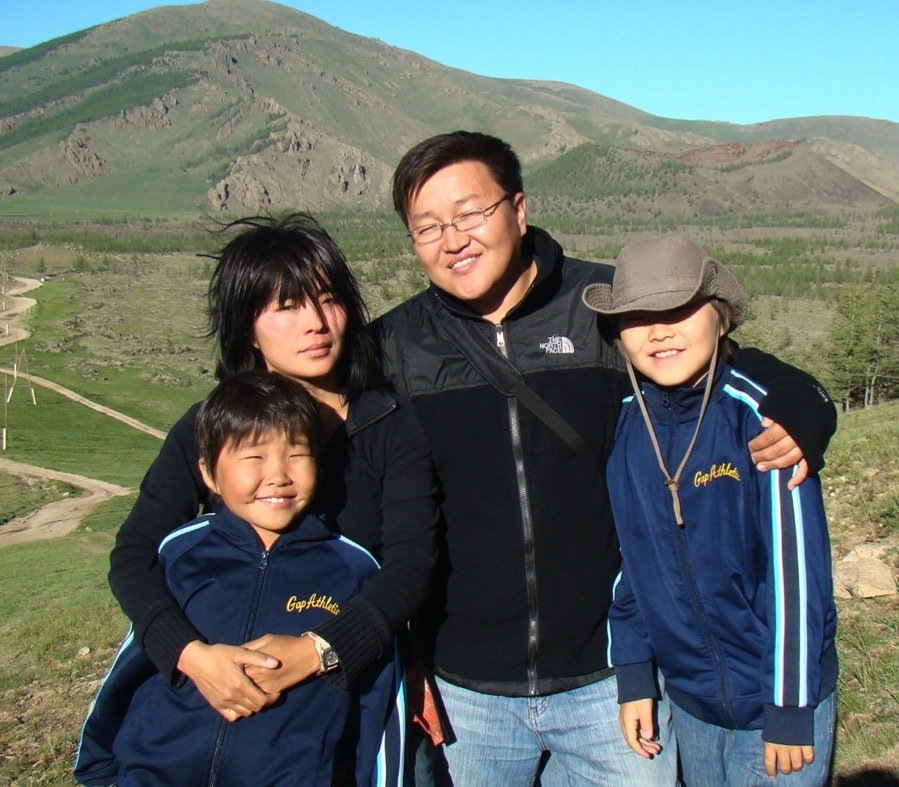 THE
NORTH
FACE
Gap Athletic
Gap Athletic